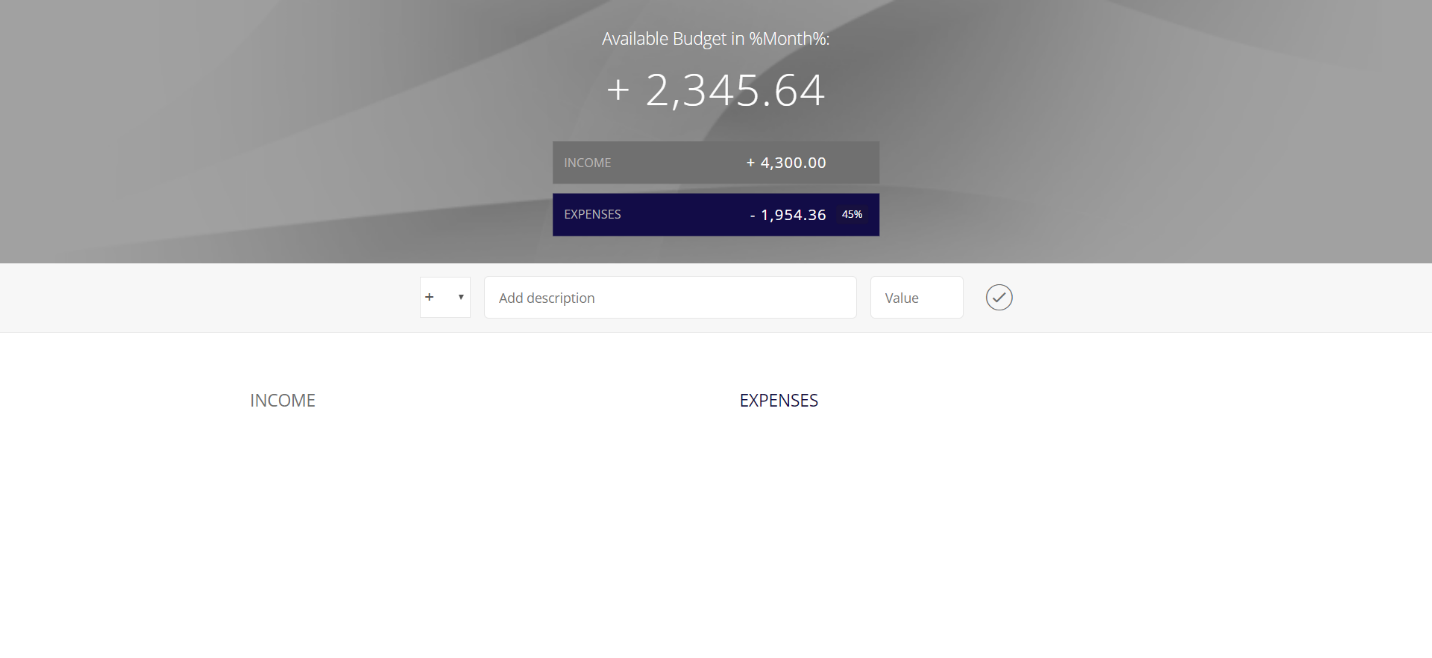 Available Budget in %Month%:
+ 2,345.64
INCOME + 4,300.00
EXPENSES - 1,954.36 45%
+ Add description Value
INCOME EXPENSES